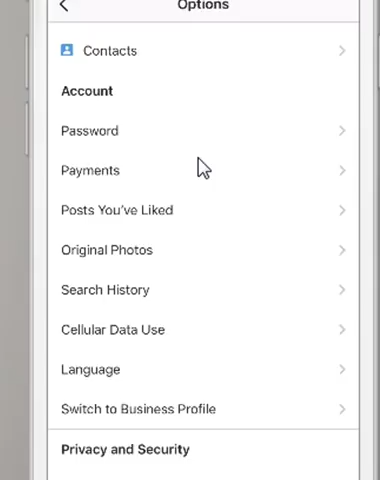 Options
Contacts
Account
Password
Payments
Posts You've Liked
Original Photos
Search History
Cellular Data Use
Language
Switch to Business Profile
Privacy and Security